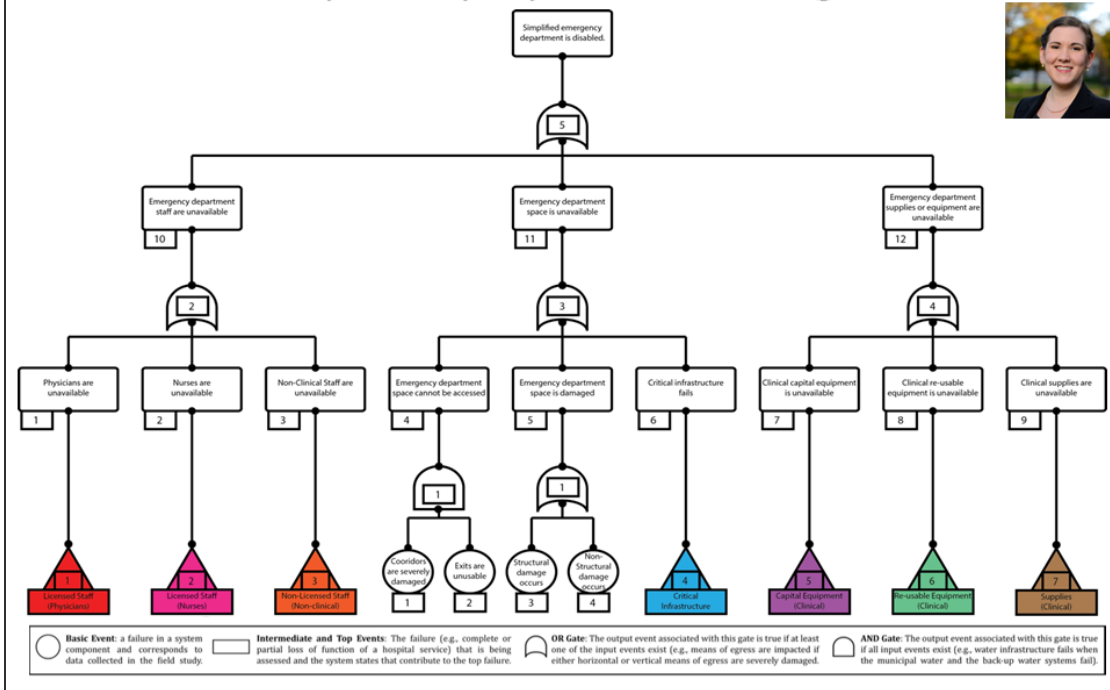 Simplified emergency
department is disabled.
5
Emergency department
staff are unavailable
10
Emergency department
space is unavailable
11
Emergency department
supplies or equipment are
unavailable
12
2
3
4
Physicians are
unavailable
1
Nurses are
unavailable
2
Non-Clinical Staff are
unavailable
3
Emergency department
space cannot be accessed
4
Emergency department
space is damaged
5
Critical infrastructure
fails
6
Clinical capital equipment
is unavailable
7
Clinical re-usable
equipment is unavailable
8
Clinical supplies are
unavailable
9
1
1
Cooridors
are severely
damaged
1
Exits are
unusable
2
Structural
damage
occurs
3
Non-
Structural
damage
occurs
4
1
Licensed Staff
(Physicians)
2
Licensed Staff
(Nurses)
3
Non-Licensed Staff
(Non-clinical)
4
Critical
Infrastructure
5
Capital Equipment
(Clinical)
6
Re-usable Equipment
(Clinical)
7
Supplies
(Clinical)
Basic Event: a failure in a system
component and corresponds to
data collected in the field study.
Intermediate and Top Events: The failure (e.g., complete or
partial loss of function of a hospital service) that is being
assessed and the system states that contribute to the top failure.
OR Gate: The output event associated with this gate is true if at least
one of the input events exist (e.g., means of egress are impacted if
either horizontal or vertical means of egress are severely damaged.
AND Gate: The output event associated with this gate is true
if all input events exist (e.g., water infrastructure fails when
the municipal water and the back-up water systems fail).